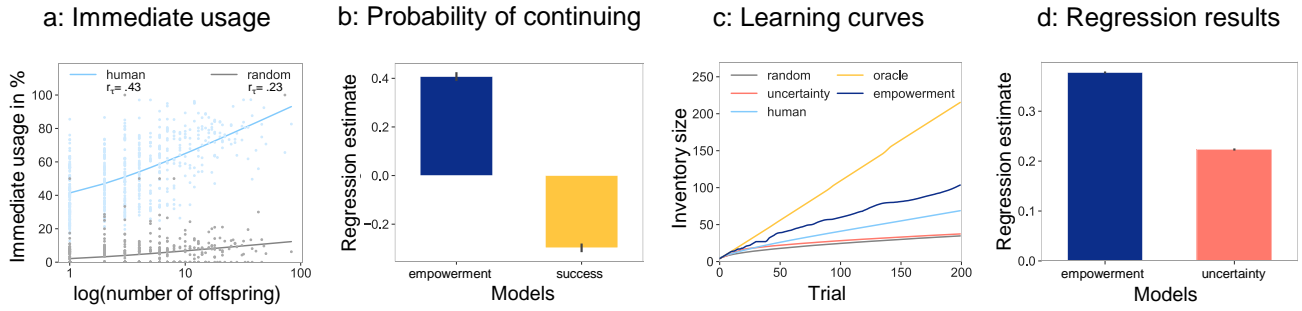 a: Immediate usage
human
r_τ= .43
random
r_τ= .23
Immediate usage in %
100
80
60
40
20
0
1
10
100
log(number of offspring)
b: Probability of continuing
Regression estimate
0.4
0.2
0.0
−0.2
empowerment
success
Models
c: Learning curves
random
uncertainty
human
oracle
empowerment
Inventory size
250
200
150
100
50
0
0
50
100
150
200
Trial
d: Regression results
Regression estimate
0.3
0.2
0.1
0.0
empowerment
uncertainty
Models